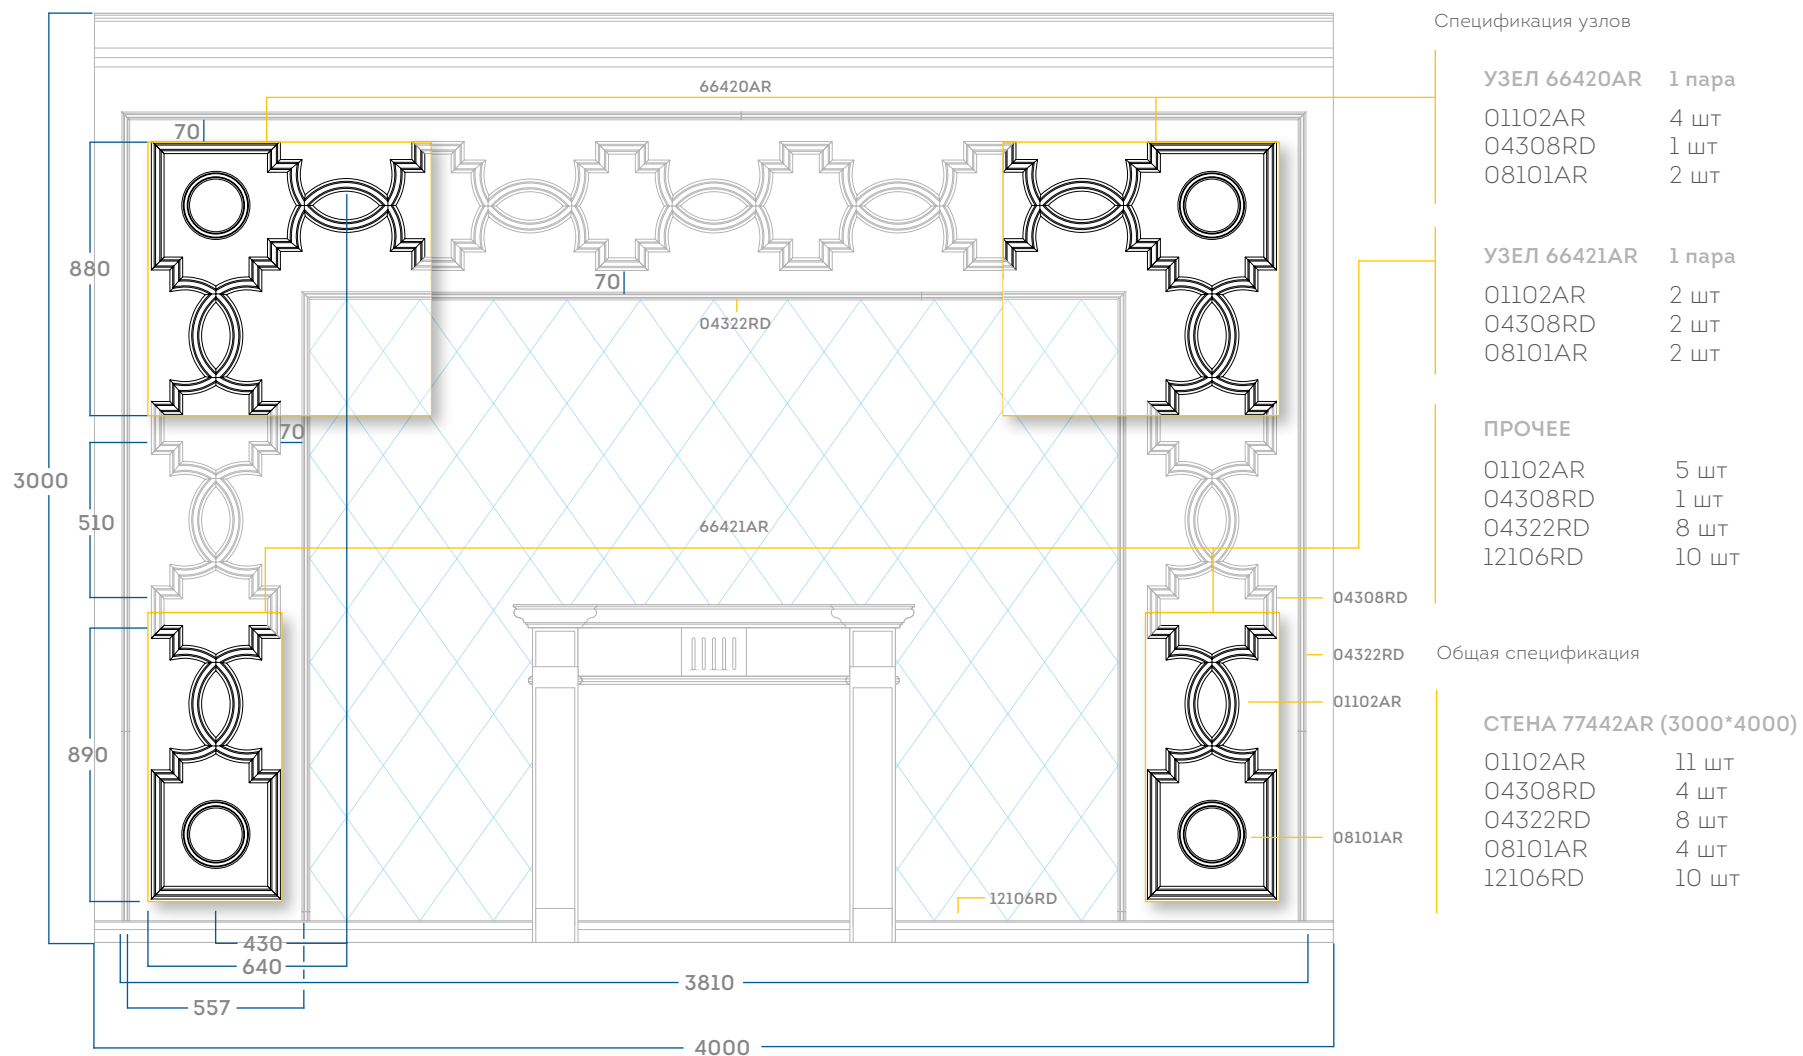 Спецификация узлов
УЗЕЛ 66420AR 1 пара
01102AR 4 шт
04308RD 1 шт
08101AR 2 шт
УЗЕЛ 66421AR 1 пара
01102AR 2 шт
04308RD 2 шт
08101AR 2 шт
ПРОЧЕЕ
01102AR 5 шт
04308RD 1 шт
04322RD 8 шт
12106RD 10 шт
Общая спецификация
СТЕНА 77442AR (3000*4000)
01102AR 11 шт
04308RD 4 шт
04322RD 8 шт
08101AR 4 шт
12106RD 10 шт
66420AR
70
880
70
04322RD
70
3000
510
66421AR
04308RD
04322RD
01102AR
890
08101AR
12106RD
430
640
3810
557
4000